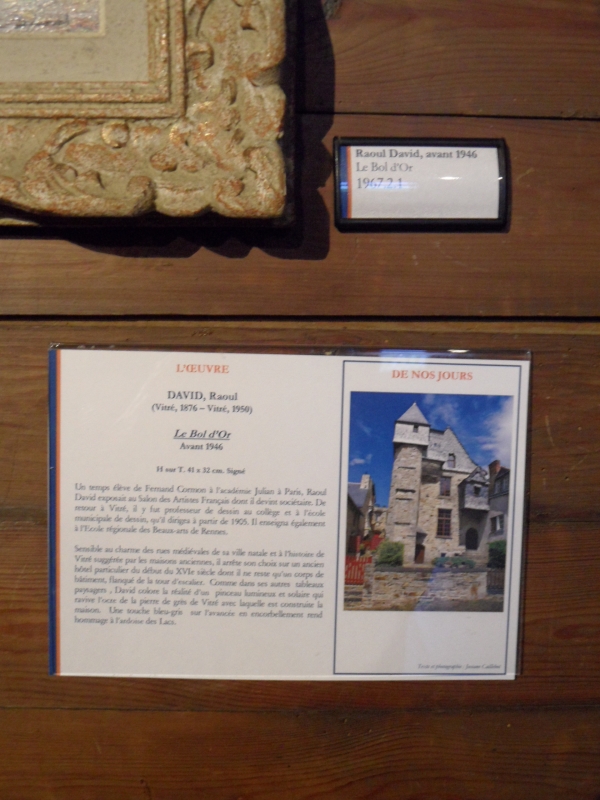 Raoul David, avant 1946
Le Bol d'Or
1967.2.1
L'ŒUVRE
DAVID, Raoul
(Vitré, 1876 – Vitré, 1950)
Le Bol d'Or
Avant 1946
H sur T. 41 x 32 cm. Signé
Un temps élève de Fernand Cormon à l'académie Julian à Paris, Raoul
David exposait au Salon des Artistes Français dont il devint sociétaire. De
retour à Vitré, il y fut professeur de dessin au collège et à l'école
municipale de dessin, qu'il dirigea à partir de 1905. Il enseigna également
à l'Ecole régionale des Beaux-arts de Rennes.
Sensible au charme des rues médiévales de sa ville natale et à l'histoire de
Vitré suggérée par les maisons anciennes, il arrête son choix sur un ancien
hôtel particulier du début du XVIe siècle dont il ne reste qu'un corps de
bâtiment, flanqué de la tour d'escalier. Comme dans ses autres tableaux
paysagers , David colore la réalité d'un pinceau lumineux et solaire qui
ravive l'ocre de la pierre de grès de Vitré avec laquelle est construite la
maison. Une touche bleu-gris sur l'avancée en encorbellement rend
hommage à l'ardoise des Lacs.
DE NOS JOURS
Texte et photographie :